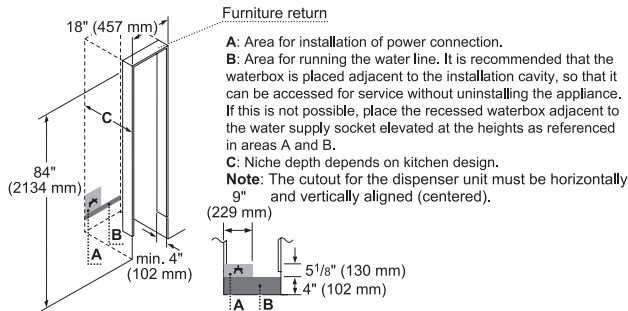 Furniture return
18" (457 mm)
A: Area for installation of power connection.
B: Area for running the water line. It is recommended that the
waterbox is placed adjacent to the installation cavity, so that it
can be accessed for service without uninstalling the appliance.
If this is not possible, place the recessed waterbox adjacent to
the water supply socket elevated at the heights as referenced
in areas A and B.
C: Niche depth depends on kitchen design.
Note: The cutout for the dispenser unit must be horizontally
and vertically aligned (centered).
C
84"
(2134 mm)
B
A
min. 4"
(102 mm)
9"
(229 mm)
5 1/8" (130 mm)
4" (102 mm)
A
B